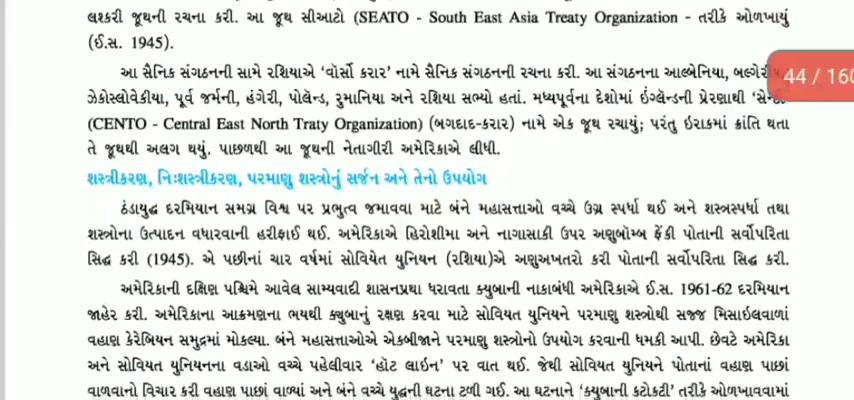 લશ્કરી જૂથની રચના કરી. આ જૂથ સીઆટો (SEATO - South East Asia Treaty Organization - તરીકે ઓળખાયું
(ઈ.સ. 1945).
આ સૈનિક સંગઠનની સામે રશિયાએ ‘વૉર્સો કરાર’ નામે સૈનિક સંગઠનની રચના કરી. આ સંગઠનના આલ્બેનિયા, બલ્ગેરી
44 / 160
ઝેકોસ્લોવેકીયા, પૂર્વ જર્મની, હંગેરી, પોલૅન્ડ, રુમાનિયા અને રશિયા સભ્યો હતાં. મધ્યપૂર્વના દેશોમાં ઇંગ્લૅન્ડની પ્રેરણાથી
(CENTO - Central East North Traty Organization) (બગદાદ-કરાર) નામે એક જૂથ રચાયું; પરંતુ ઇરાકમાં ક્રાંતિ થતા
તે જૂથથી અલગ થયું. પાછળથી આ જૂથની નેતાગીરી અમેરિકાએ લીધી.
શસ્ત્રીકરણ, નિઃશસ્ત્રીકરણ, પરમાણુ શસ્ત્રોનું સર્જન અને તેનો ઉપયોગ
ઠંડાયુદ્ધ દરમિયાન સમગ્ર વિશ્વ પર પ્રભુત્વ જમાવવા માટે બંને મહાસત્તાઓ વચ્ચે ઉગ્ર સ્પર્ધા થઈ અને શસ્ત્રસ્પર્ધા તથા
શસ્ત્રોના ઉત્પાદન વધારવાની હરીફાઈ થઈ. અમેરિકાએ હિરોશીમા અને નાગાસાકી ઉપર અણુબોમ્બ ફેંકી પોતાની સર્વોપરિતા
સિદ્ધ કરી (1945). એ પછીનાં ચાર વર્ષમાં સોવિયેત યુનિયન (રશિયા)એ અણુઅખતરો કરી પોતાની સર્વોપરિતા સિદ્ધ કરી.
અમેરિકાની દક્ષિણ પશ્ચિમે આવેલ સામ્યવાદી શાસનપ્રથા ધરાવતા ક્યુબાની નાકાબંધી અમેરિકાએ ઈ.સ. 1961-62 દરમિયાન
જાહેર કરી. અમેરિકાના આક્રમણના ભયથી ક્યુબાનું રક્ષણ કરવા માટે સોવિયત યુનિયને પરમાણુ શસ્ત્રોથી સજ્જ મિસાઇલવાળાં
વહાણ કેરેબિયન સમુદ્રમાં મોકલ્યા. બંને મહાસત્તાઓએ એકબીજાને પરમાણુ શસ્ત્રોનો ઉપયોગ કરવાની ધમકી આપી. છેવટે અમેરિકા
અને સોવિયત યુનિયનના વડાઓ વચ્ચે પહેલીવાર ‘હૉટ લાઇન’ પર વાત થઈ. જેથી સોવિયત યુનિયને પોતાનાં વહાણ પાછાં
વાળવાનો વિચાર કરી વહાણ પાછાં વાળ્યાં અને બંને વચ્ચે યુદ્ધની ઘટના ટળી ગઈ. આ ઘટનાને ‘ક્યુબાની કટોકટી’ તરીકે ઓળખાવવામાં